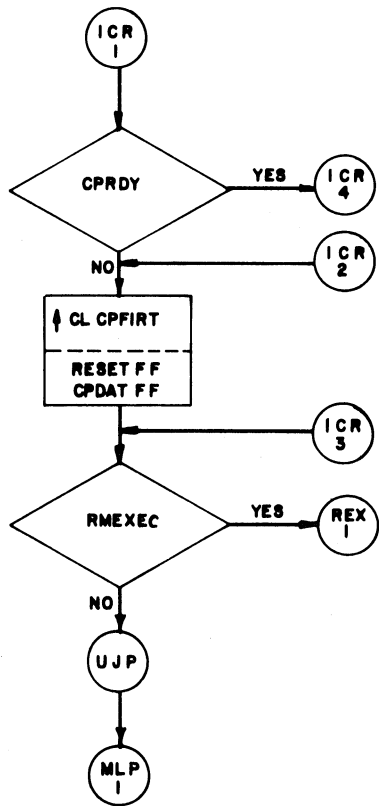 ICR
1
CPRDY
YES
ICR
4
NO
ICR
2
↑ CL CPFIRT
RESET FF
CPDAT FF
ICR
3
RMEXEC
YES
REX
1
NO
UJP
MLP
1